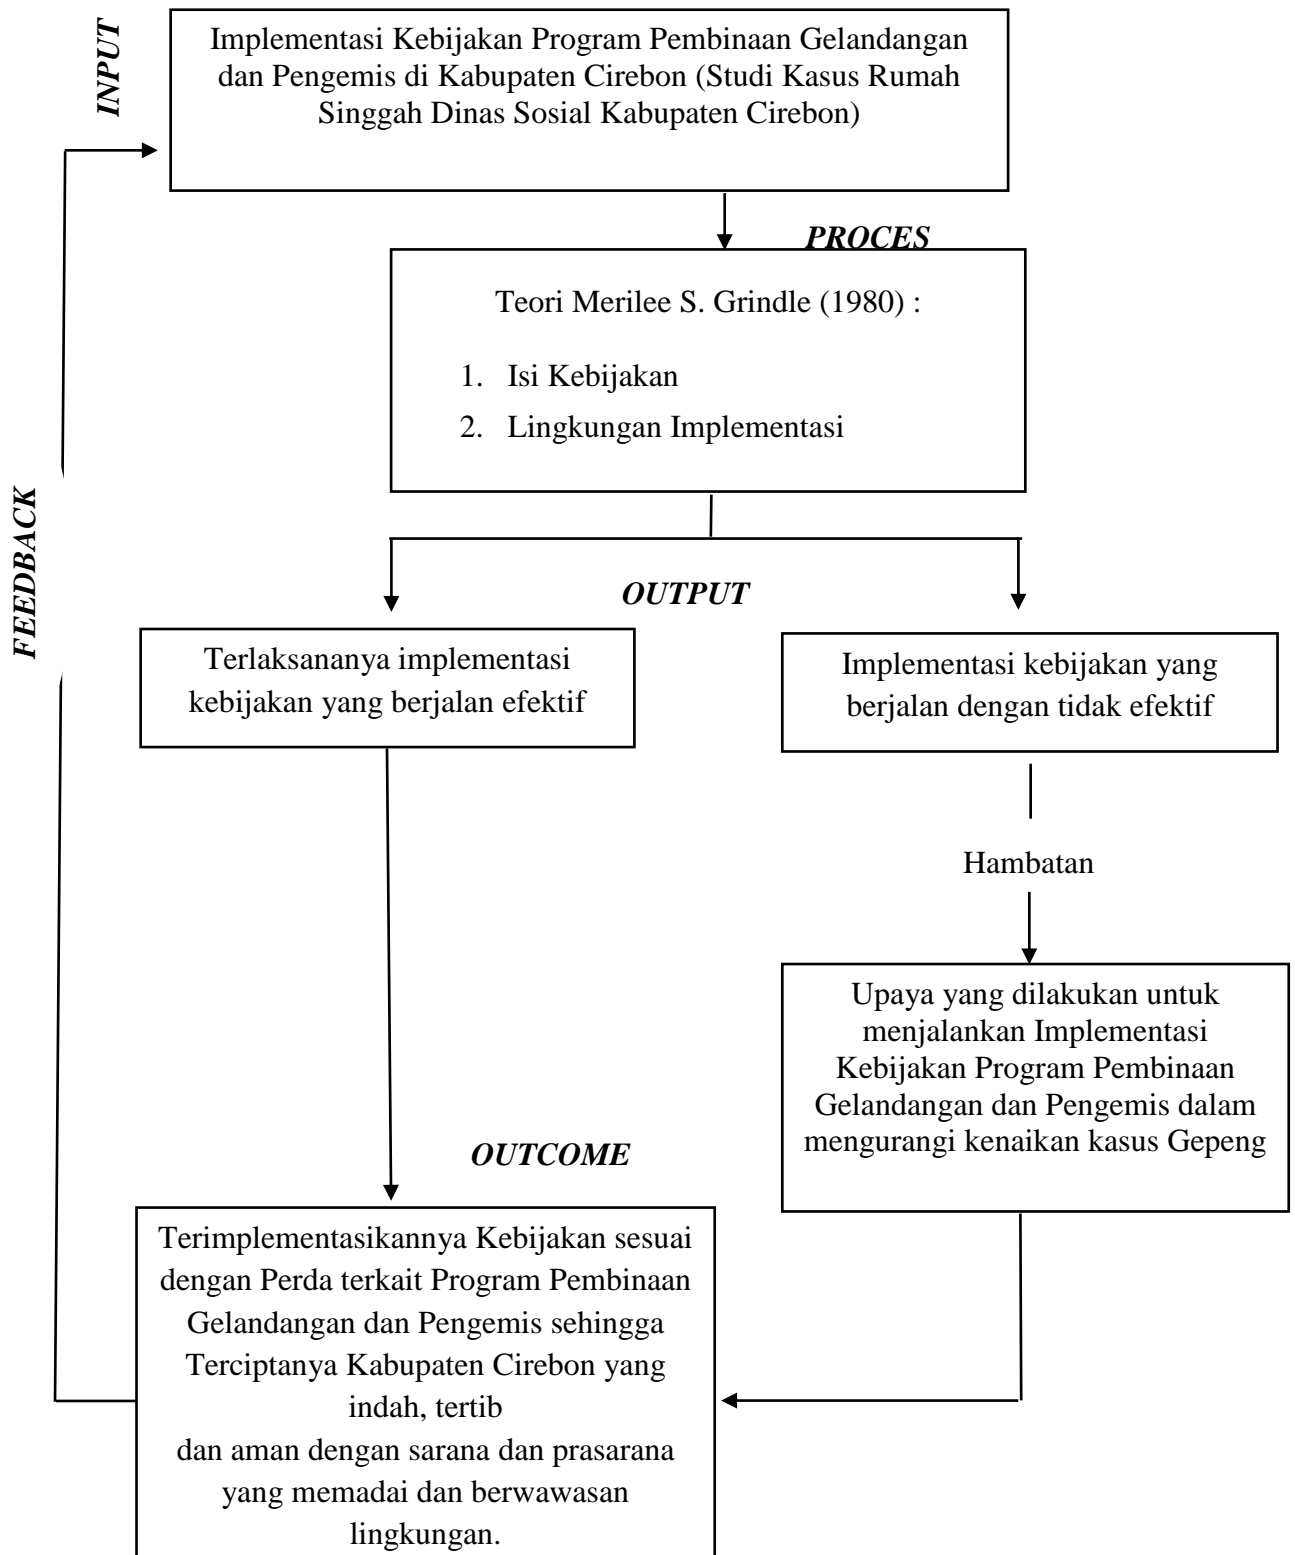 INPUT
Implementasi Kebijakan Program Pembinaan Gelandangan
dan Pengemis di Kabupaten Cirebon (Studi Kasus Rumah
Singgah Dinas Sosial Kabupaten Cirebon)
PROCES
Teori Merilee S. Grindle (1980) :
1. Isi Kebijakan
2. Lingkungan Implementasi
FEEDBACK
OUTPUT
Terlaksananya implementasi
kebijakan yang berjalan efektif
Implementasi kebijakan yang
berjalan dengan tidak efektif
Hambatan
Upaya yang dilakukan untuk
menjalankan Implementasi
Kebijakan Program Pembinaan
Gelandangan dan Pengemis dalam
mengurangi kenaikan kasus Gepeng
OUTCOME
Terimplementasikannya Kebijakan sesuai
dengan Perda terkait Program Pembinaan
Gelandangan dan Pengemis sehingga
Terciptanya Kabupaten Cirebon yang
indah, tertib
dan aman dengan sarana dan prasarana
yang memadai dan berwawasan
lingkungan.